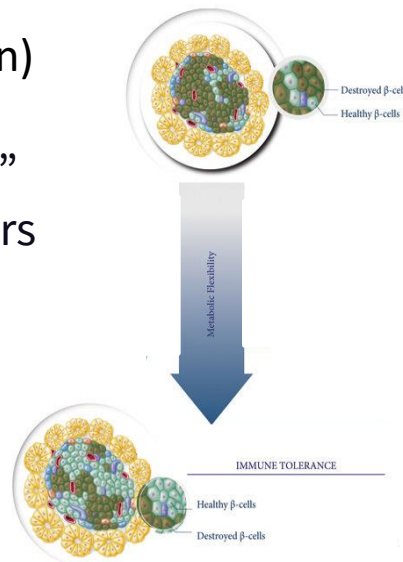 n)
”
rs
Destroyed β-cel
Healthy β-cells
Metabolic Flexibility
IMMUNE TOLERANCE
Healthy β-cells
Destroyed β-cells